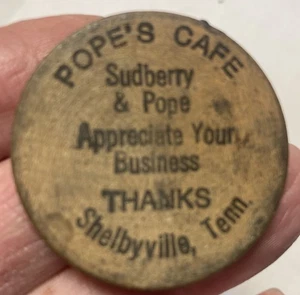 POPE'S CAFE
Sudberry
& Pope
Appreciate Your
Business
THANKS
Shelbyville, Tenn.